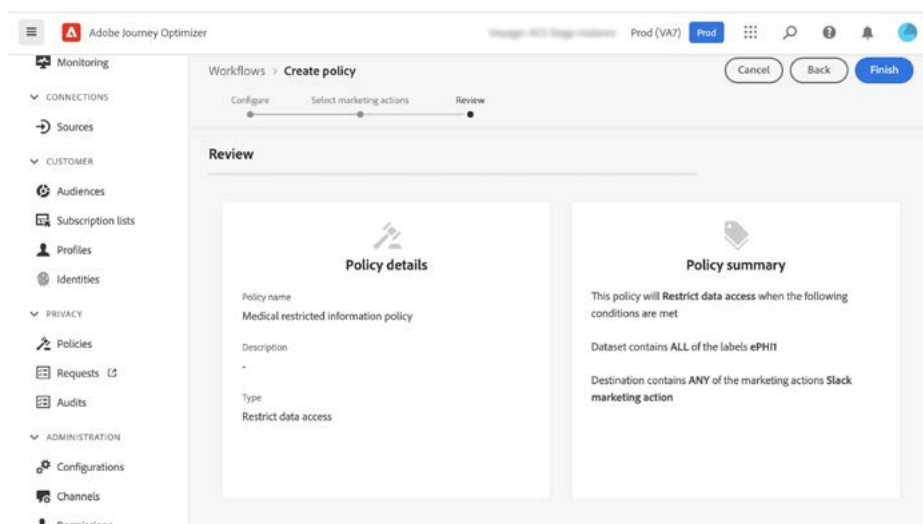 Adobe Journey Optimizer
Prod (VA7)
Prod
Monitoring
CONNECTIONS
Sources
CUSTOMER
Audiences
Subscription lists
Profiles
Identities
PRIVACY
Policies
Requests
Audits
ADMINISTRATION
Configurations
Channels
Workflows > Create policy
Cancel
Back
Finish
Configure
Select marketing actions
Review
Review
Policy details
Policy name
Medical restricted information policy
Description
-
Type
Restrict data access
Policy summary
This policy will Restrict data access when the following
conditions are met
Dataset contains ALL of the labels ePHI1
Destination contains ANY of the marketing actions Slack
marketing action